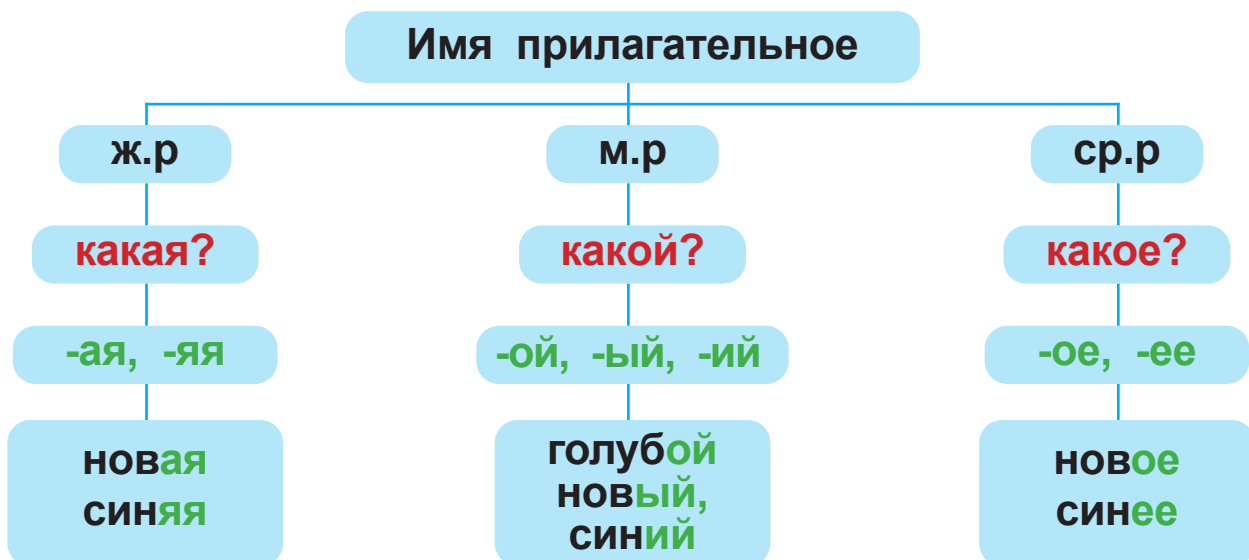 Имя прилагательное
ж.р
м.р
ср.р
какая?
какой?
какое?
-ая, -яя
-ой, -ый, -ий
-ое, -ее
новая
синяя
голубой
новый,
синий
новое
синее